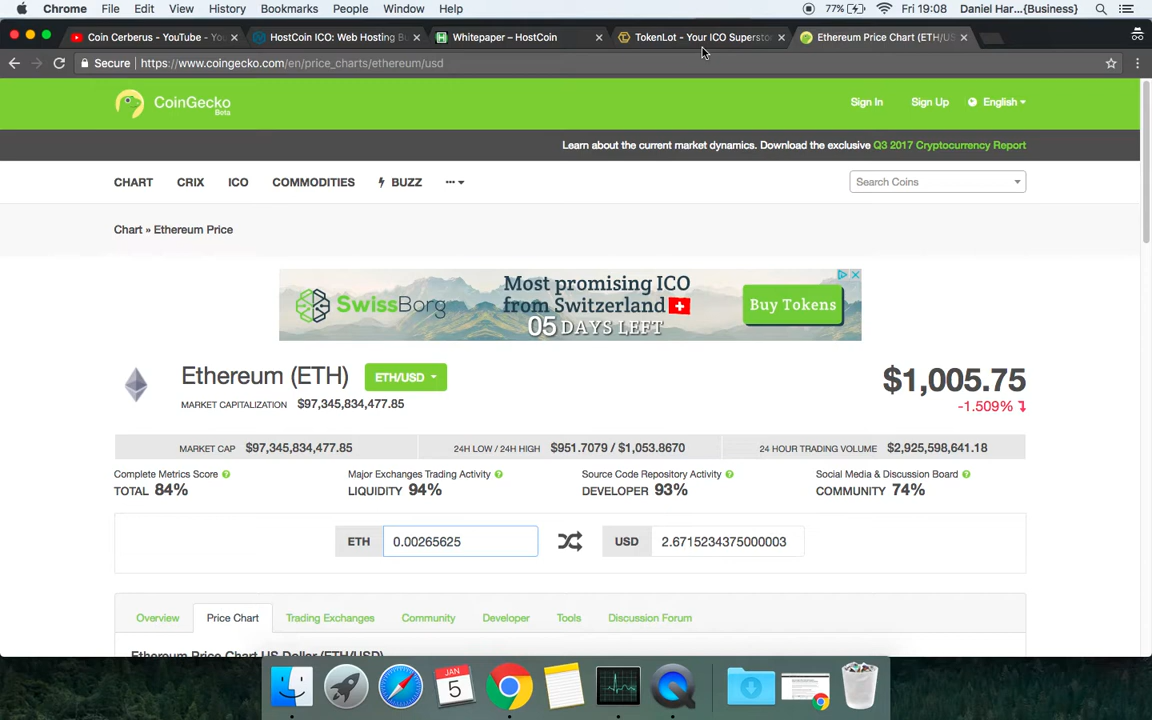 Chrome File Edit View History Bookmarks People Window Help 77% Fri 19:08 Daniel Har...{Business}
Coin Cerberus - YouTube - Yo HostCoin ICO: Web Hosting B Whitepaper – HostCoin TokenLot - Your ICO Supersto Ethereum Price Chart (ETH/US
Secure https://www.coingecko.com/en/price_charts/ethereum/usd
CoinGecko Sign In Sign Up English
Beta
Learn about the current market dynamics. Download the exclusive Q3 2017 Cryptocurrency Report
CHART CRIX ICO COMMODITIES BUZZ ••• Search Coins
Chart » Ethereum Price
SwissBorg
Most promising ICO
from Switzerland
05 DAYS LEFT
Buy Tokens
Ethereum (ETH) ETH/USD $1,005.75
MARKET CAPITALIZATION $97,345,834,477.85 -1.509%
MARKET CAP $97,345,834,477.85 24H LOW / 24H HIGH $951.7079 / $1,053.8670 24 HOUR TRADING VOLUME $2,925,598,641.18
Complete Metrics Score ? Major Exchanges Trading Activity ? Source Code Repository Activity ? Social Media & Discussion Board ?
TOTAL 84% LIQUIDITY 94% DEVELOPER 93% COMMUNITY 74%
ETH 0.00265625 USD 2.6715234375000003
Overview Price Chart Trading Exchanges Community Developer Tools Discussion Forum
Ethereum Price Chart US Dollar (ETH/USD)
JAN
5